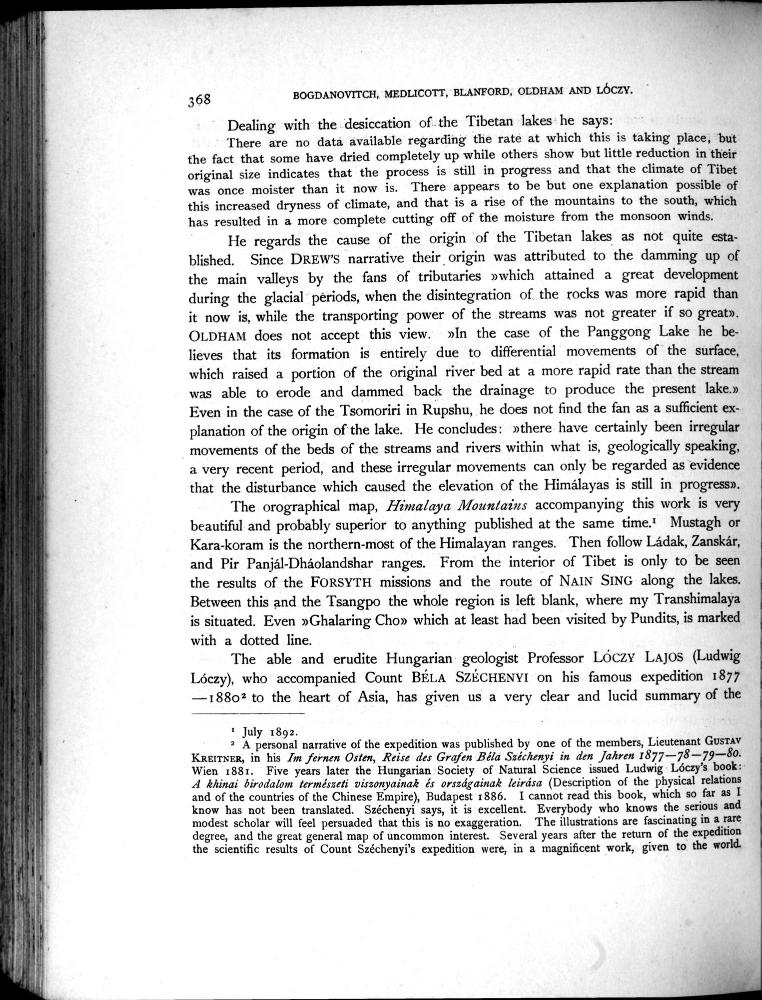 368
BOGDANOVITCH, MEDLICOTT, BLANFORD, OLDHAM AND LÓCZY.
Dealing with the desiccation of the Tibetan lakes he says:
There are no data available regarding the rate at which this is taking place, but
the fact that some have dried completely up while others show but little reduction in their
original size indicates that the process is still in progress and that the climate of Tibet
was once moister than it now is. There appears to be but one explanation possible of
this increased dryness of climate, and that is a rise of the mountains to the south, which
has resulted in a more complete cutting off of the moisture from the monsoon winds.
He regards the cause of the origin of the Tibetan lakes as not quite esta-
blished. Since DREW'S narrative their origin was attributed to the damming up of
the main valleys by the fans of tributaries »which attained a great development
during the glacial periods, when the disintegration of the rocks was more rapid than
it now is, while the transporting power of the streams was not greater if so great».
OLDHAM does not accept this view. »In the case of the Panggong Lake he be-
lieves that its formation is entirely due to differential movements of the surface,
which raised a portion of the original river bed at a more rapid rate than the stream
was able to erode and dammed back the drainage to produce the present lake.»
Even in the case of the Tsomoriri in Rupshu, he does not find the fan as a sufficient ex-
planation of the origin of the lake. He concludes: »there have certainly been irregular
movements of the beds of the streams and rivers within what is, geologically speaking,
a very recent period, and these irregular movements can only be regarded as evidence
that the disturbance which caused the elevation of the Himálayas is still in progress».
The orographical map, Himalaya Mountains accompanying this work is very
beautiful and probably superior to anything published at the same time.¹ Mustagh or
Kara-koram is the northern-most of the Himalayan ranges. Then follow Ládak, Zanskár,
and Pir Panjál-Dháolandshar ranges. From the interior of Tibet is only to be seen
the results of the FORSYTH missions and the route of NAIN SING along the lakes.
Between this and the Tsangpo the whole region is left blank, where my Transhimalaya
is situated. Even »Ghalaring Cho» which at least had been visited by Pundits, is marked
with a dotted line.
The able and erudite Hungarian geologist Professor LÓCZY LAJOS (Ludwig
Lóczy), who accompanied Count BÉLA SZÉCHENYI on his famous expedition 1877
—1880² to the heart of Asia, has given us a very clear and lucid summary of the
¹ July 1892.
² A personal narrative of the expedition was published by one of the members, Lieutenant GUSTAV
KREITNER, in his Im fernen Osten, Reise des Grafen Béla Széchenyi in den Jahren 1877—78—79—80.
Wien 1881. Five years later the Hungarian Society of Natural Science issued Ludwig Lóczy's book:
A khinai birodalom természeti viszonyainak és országainak leirása (Description of the physical relations
and of the countries of the Chinese Empire), Budapest 1886. I cannot read this book, which so far as I
know has not been translated. Széchenyi says, it is excellent. Everybody who knows the serious and
modest scholar will feel persuaded that this is no exaggeration. The illustrations are fascinating in a rare
degree, and the great general map of uncommon interest. Several years after the return of the expedition
the scientific results of Count Széchenyi's expedition were, in a magnificent work, given to the world.